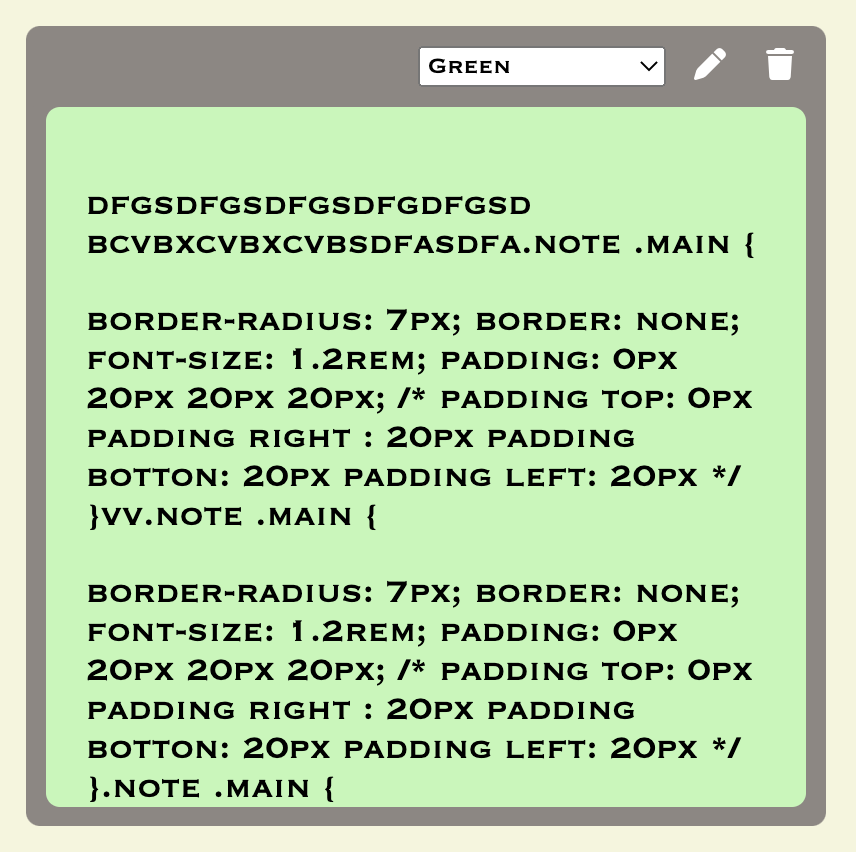 Green
DFGSDFGSDFGSDFGDFGSD
BCVBXCVBXCVBSDFASDFA.NOTE .MAIN {
BORDER-RADIUS: 7PX; BORDER: NONE;
FONT-SIZE: 1.2REM; PADDING: 0PX
20PX 20PX 20PX; /* PADDING TOP: 0PX
PADDING RIGHT : 20PX PADDING
BOTTON: 20PX PADDING LEFT: 20PX */
}VV.NOTE .MAIN {
BORDER-RADIUS: 7PX; BORDER: NONE;
FONT-SIZE: 1.2REM; PADDING: 0PX
20PX 20PX 20PX; /* PADDING TOP: 0PX
PADDING RIGHT : 20PX PADDING
BOTTON: 20PX PADDING LEFT: 20PX */
}.NOTE .MAIN {